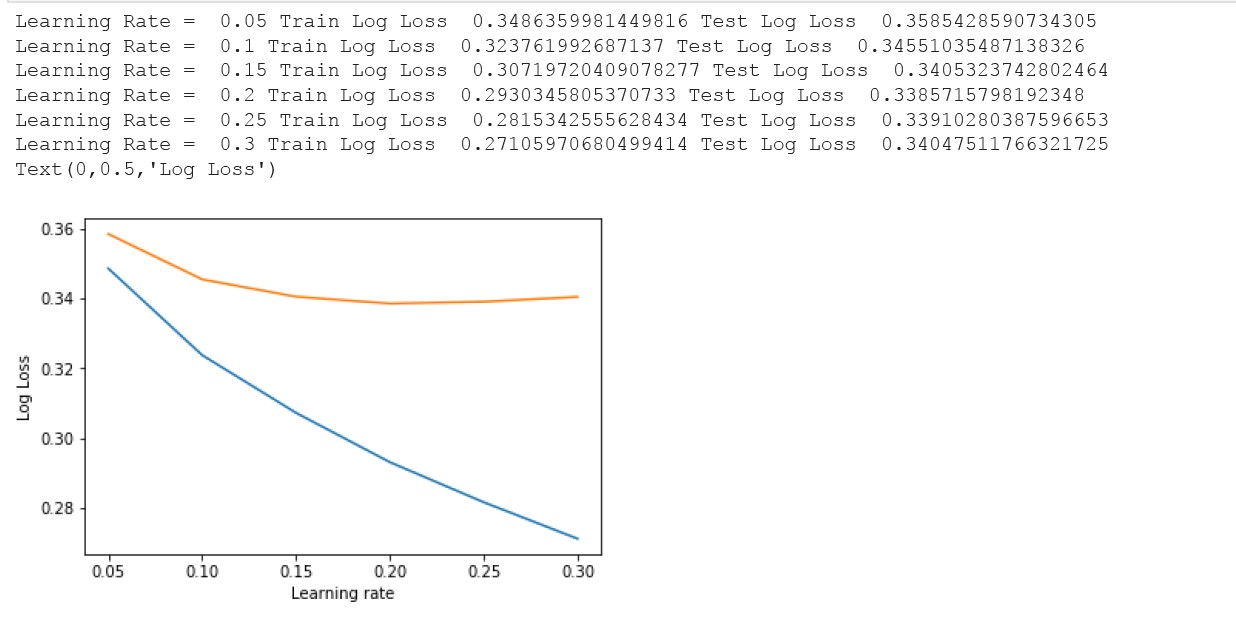 Learning Rate =  0.05 Train Log Loss  0.3486359981449816 Test Log Loss  0.3585428590734305
Learning Rate =  0.1 Train Log Loss  0.323761992687137 Test Log Loss  0.34551035487138326
Learning Rate =  0.15 Train Log Loss  0.30719720409078277 Test Log Loss  0.3405323742802464
Learning Rate =  0.2 Train Log Loss  0.2930345805370733 Test Log Loss  0.3385715798192348
Learning Rate =  0.25 Train Log Loss  0.2815342555628434 Test Log Loss  0.33910280387596653
Learning Rate =  0.3 Train Log Loss  0.27105970680499414 Test Log Loss  0.34047511766321725
Text(0,0.5,'Log Loss')
0.36
0.34
0.32
0.30
0.28
Log Loss
0.05 0.10 0.15 0.20 0.25 0.30
Learning rate